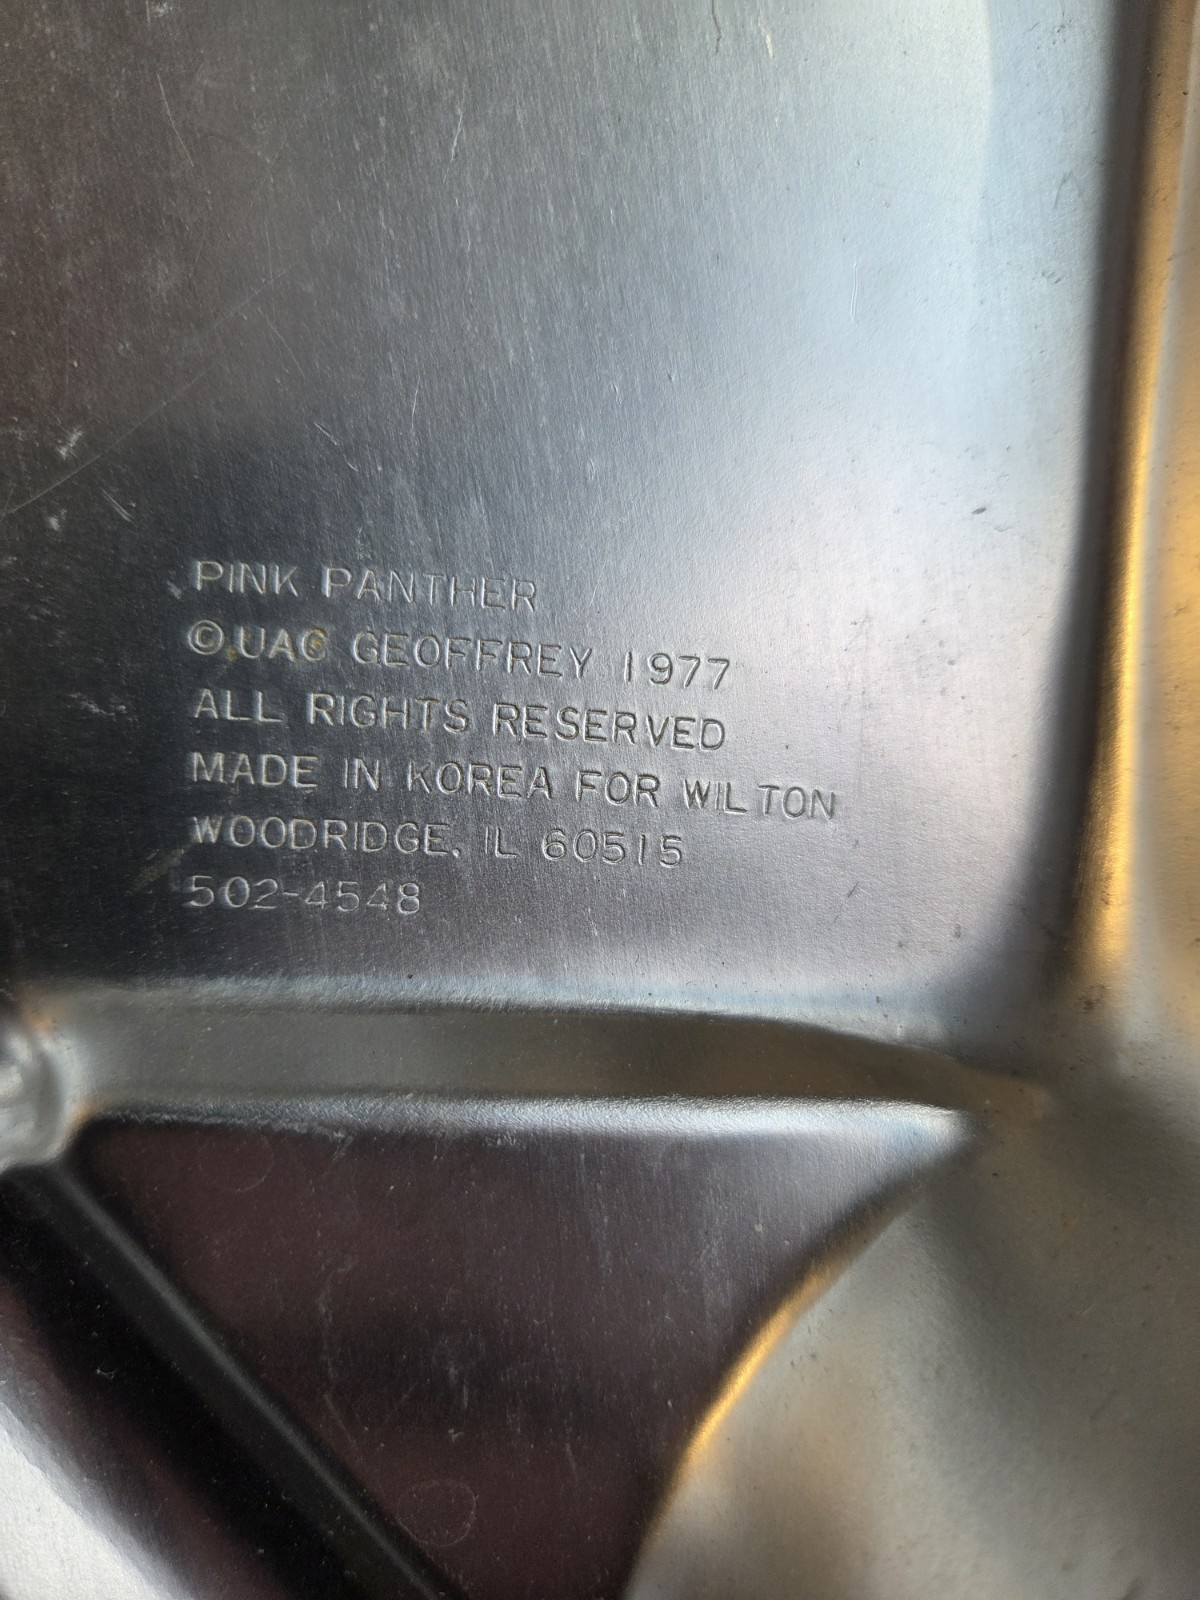 PINK PANTHER
© UAC GEOFFREY 1977
ALL RIGHTS RESERVED
MADE IN KOREA FOR WILTON
WOODRIDGE, IL 60515
502-4548